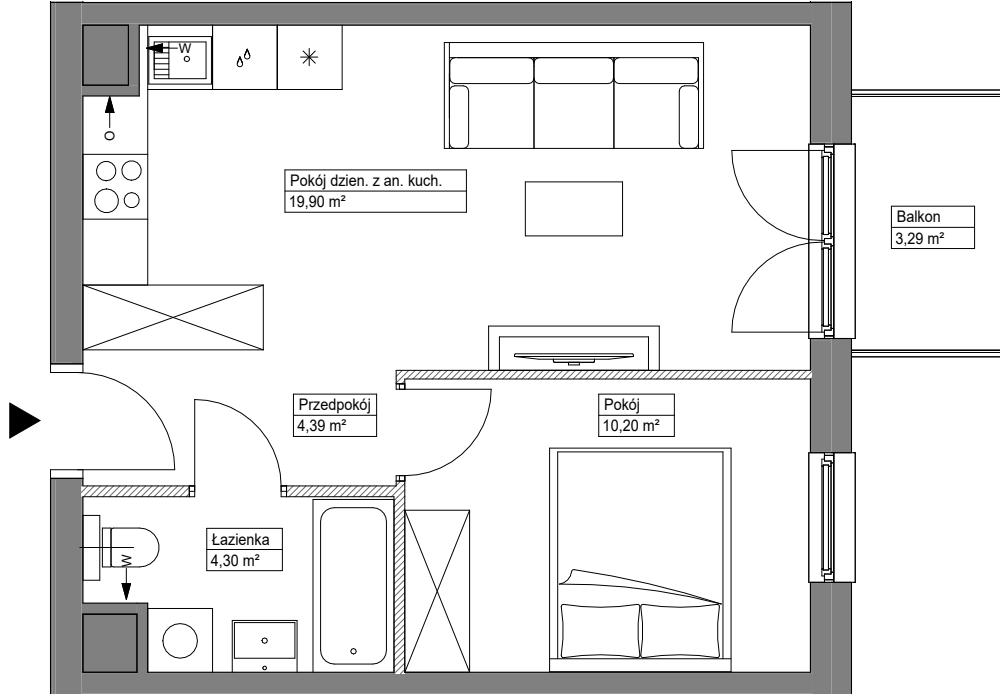 W
O
Pokój dzien. z an. kuch.
19,90 m²
Balkon
3,29 m²
Przedpokój
4,39 m²
Pokój
10,20 m²
Łazienka
4,30 m²
W